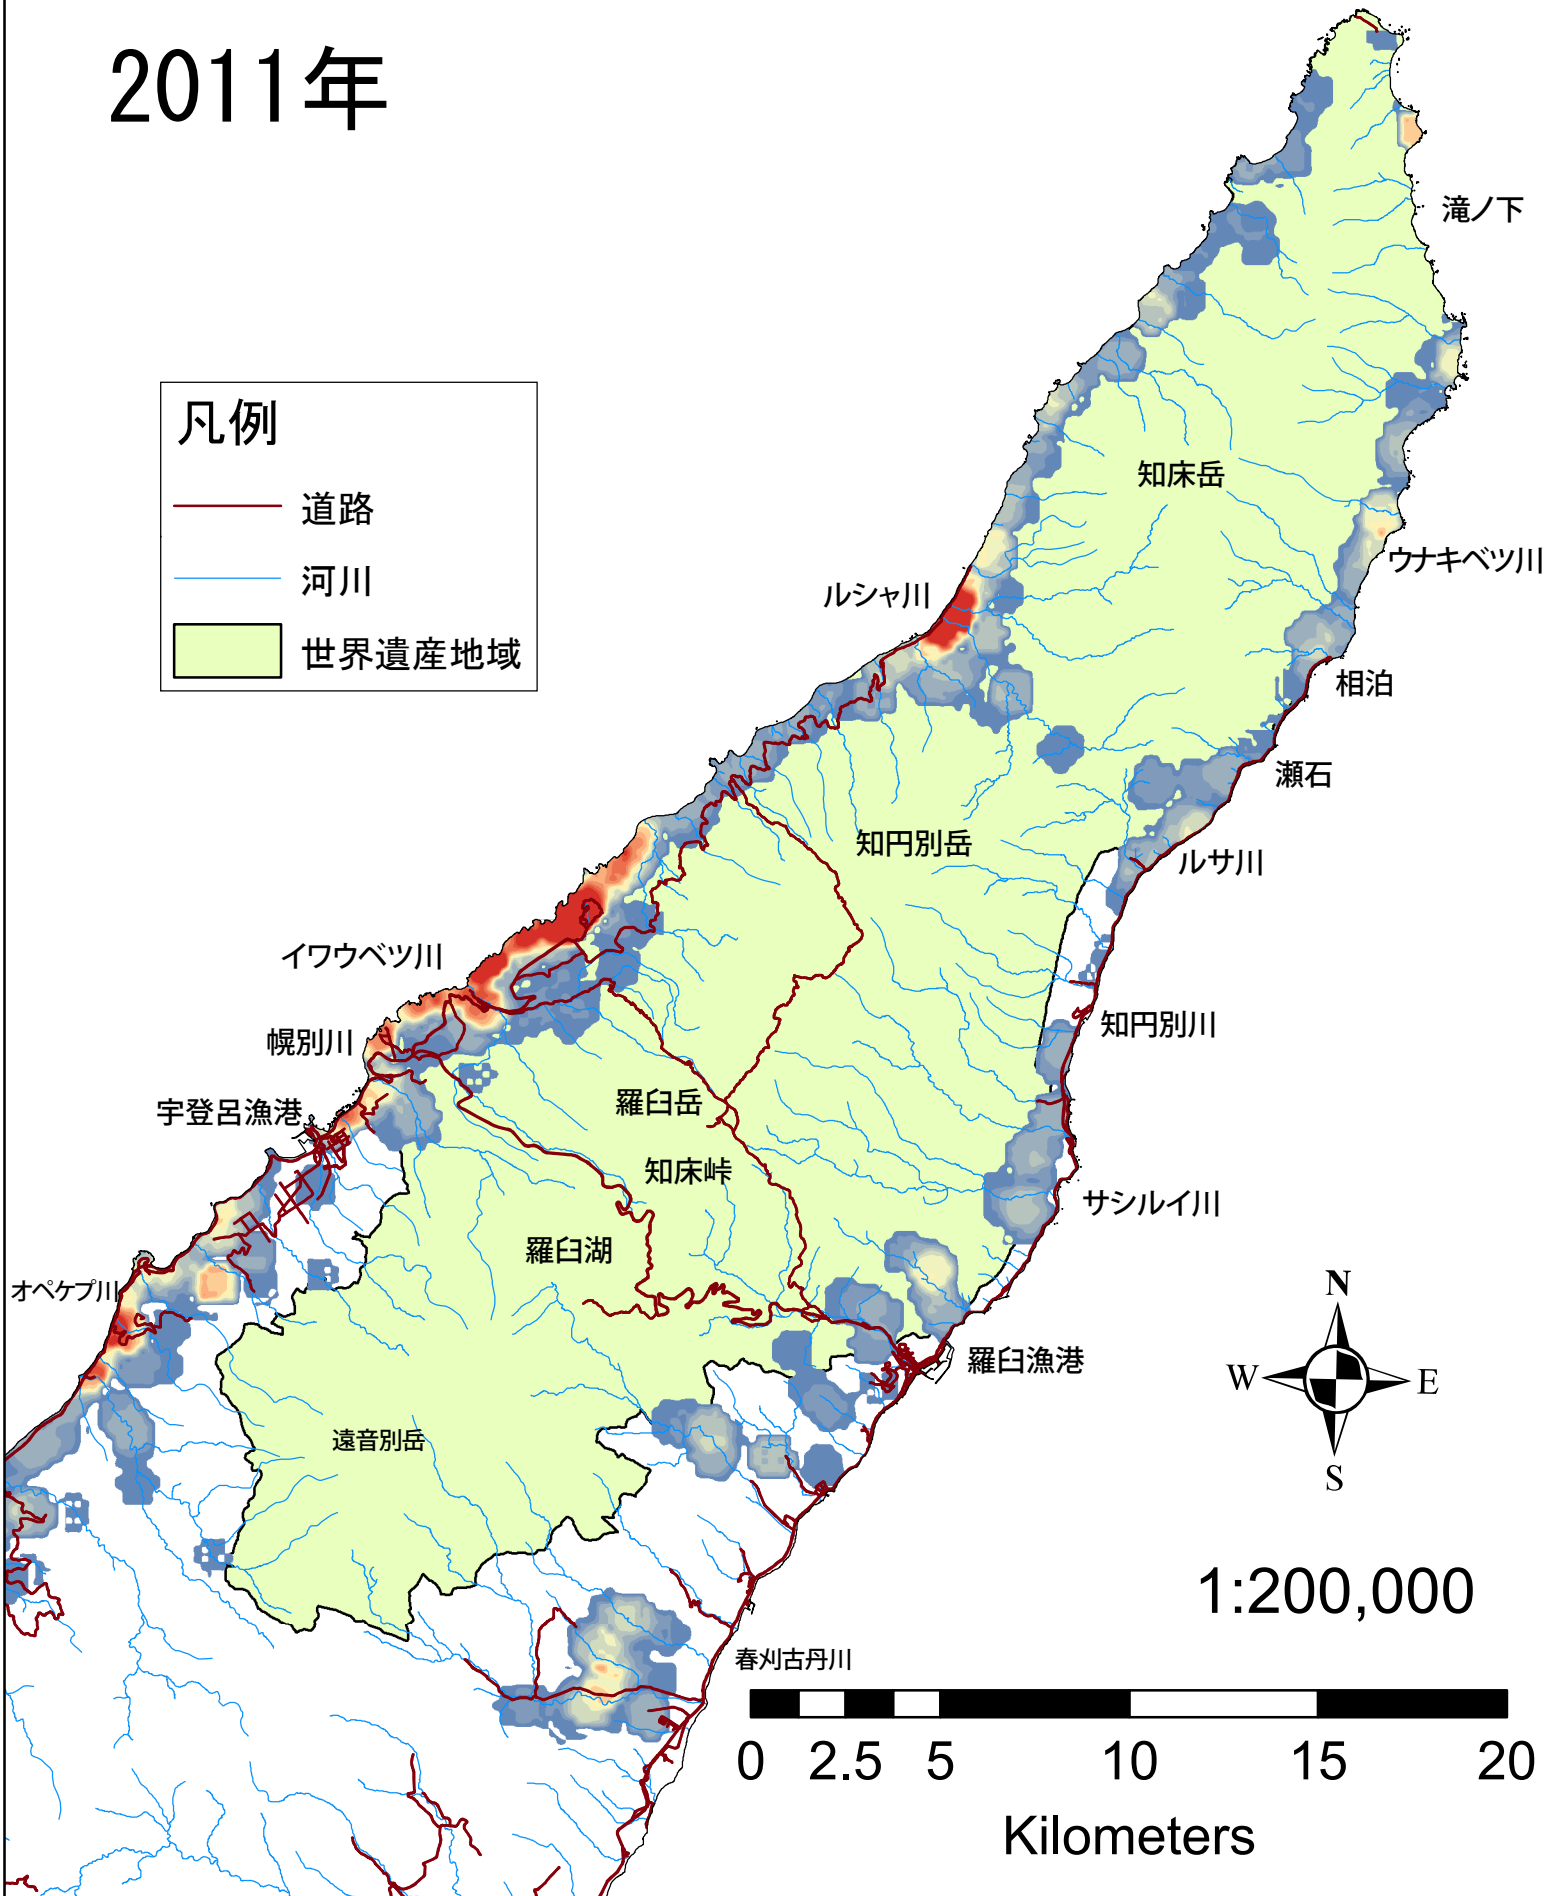 2011年
滝ノ下
凡例
道路
河川
世界遺産地域
知床岳
ウナキベツ川
ルシャ川
相泊
瀬石
知円別岳
ルサ川
イワウベツ川
知円別川
幌別川
羅臼岳
宇登呂漁港
知床峠
サシルイ川
羅臼湖
オペケプ川
羅臼漁港
遠音別岳
N
W
E
S
1:200,000
春刈古丹川
0 2.5 5 10 15 20
Kilometers